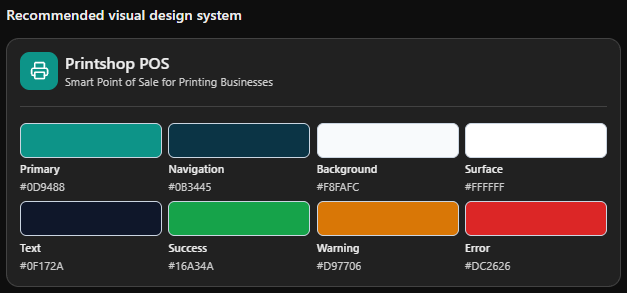 Recommended visual design system
Printshop POS
Smart Point of Sale for Printing Businesses
Primary
#0D9488
Navigation
#0B3445
Background
#F8FAFC
Surface
#FFFFFF
Text
#0F172A
Success
#16A34A
Warning
#D97706
Error
#DC2626